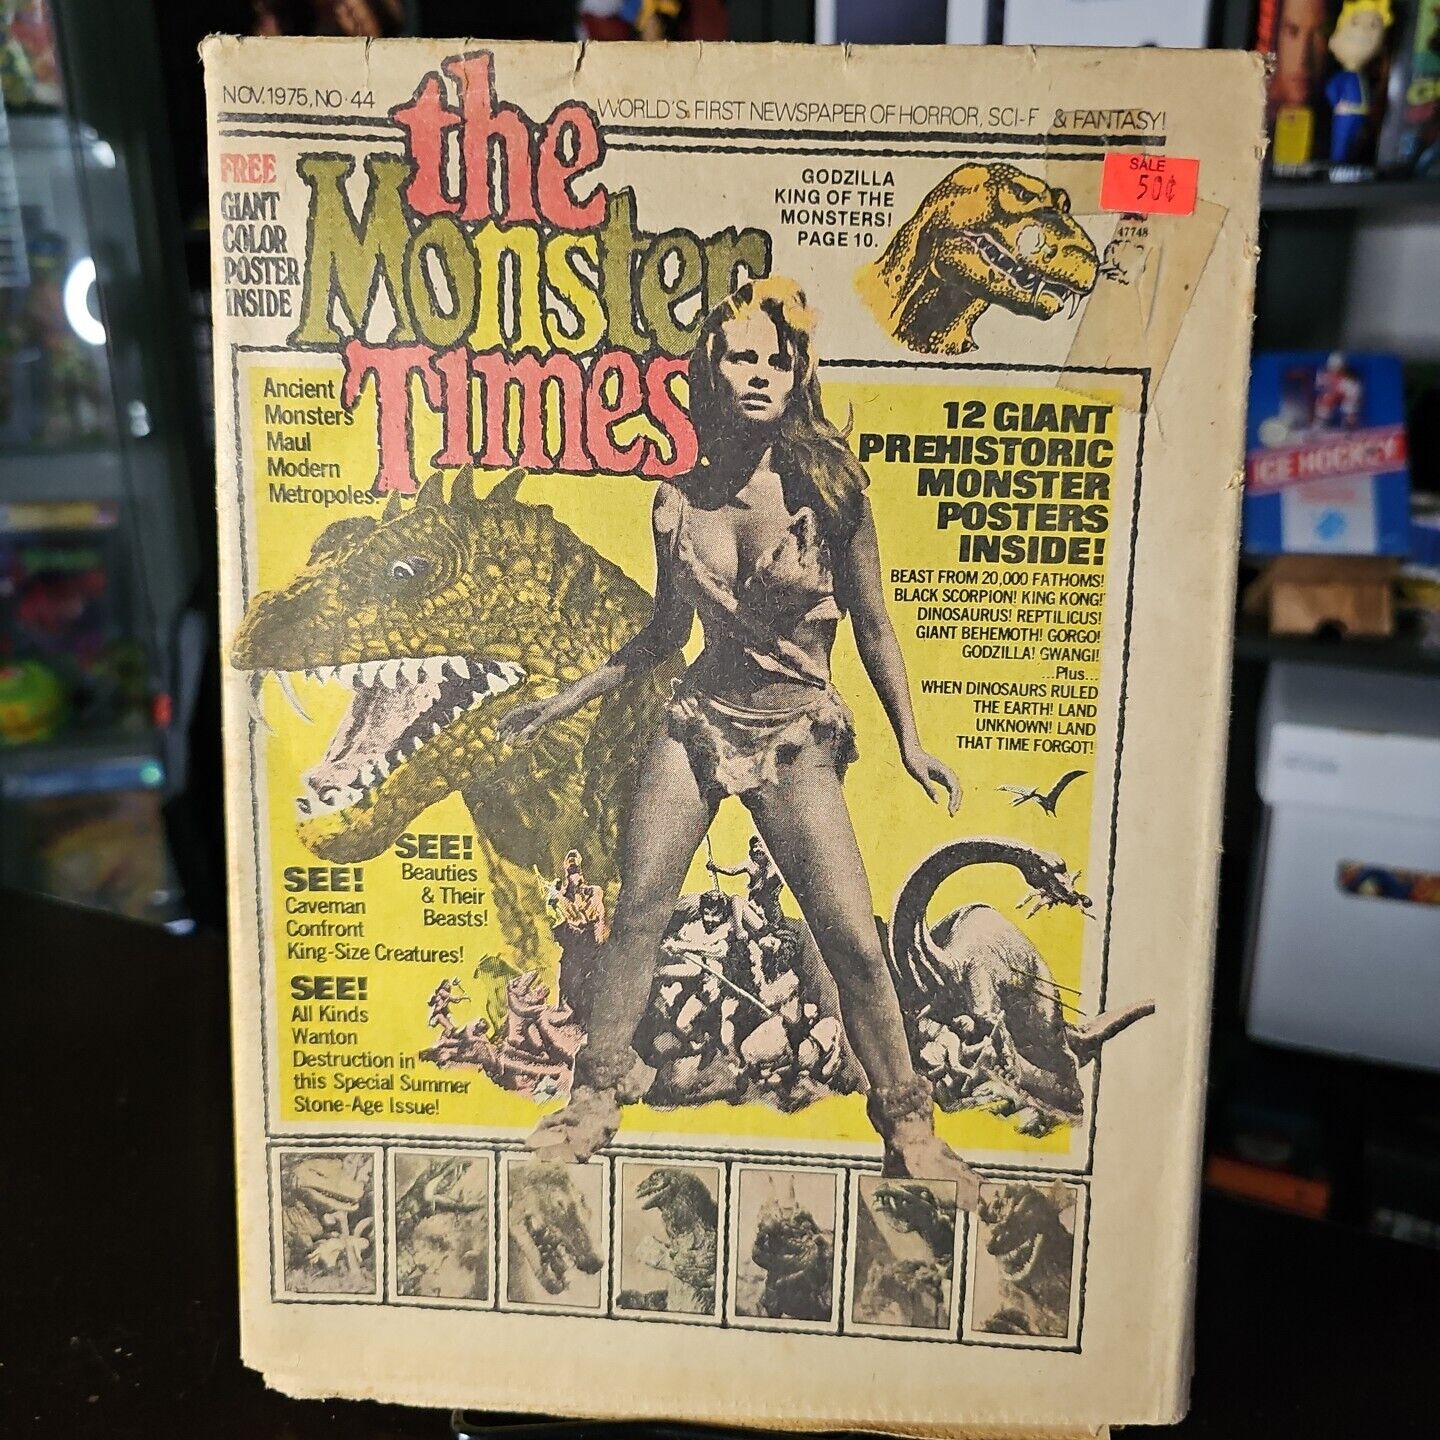 NOV. 1975, NO. 44
WORLD'S FIRST NEWSPAPER OF HORROR, SCI-F & FANTASY!
the
Monster
Times
FREE
GIANT
COLOR
POSTER
INSIDE
GODZILLA
KING OF THE
MONSTERS!
PAGE 10.
SALE
50¢
47748
Ancient
Monsters
Maul
Modern
Metropoles!
12 GIANT
PREHISTORIC
MONSTER
POSTERS
INSIDE!
BEAST FROM 20,000 FATHOMS!
BLACK SCORPION! KING KONG!
DINOSAURUS! REPTILICUS!
GIANT BEHEMOTH! GORGO!
GODZILLA! GWANGI!
...Plus...
WHEN DINOSAURS RULED
THE EARTH! LAND
UNKNOWN! LAND
THAT TIME FORGOT!
SEE!
Beauties
& Their
Beasts!
SEE!
Caveman
Confront
King-Size Creatures!
SEE!
All Kinds
Wanton
Destruction in
this Special Summer
Stone-Age Issue!
ICE HOCKEY